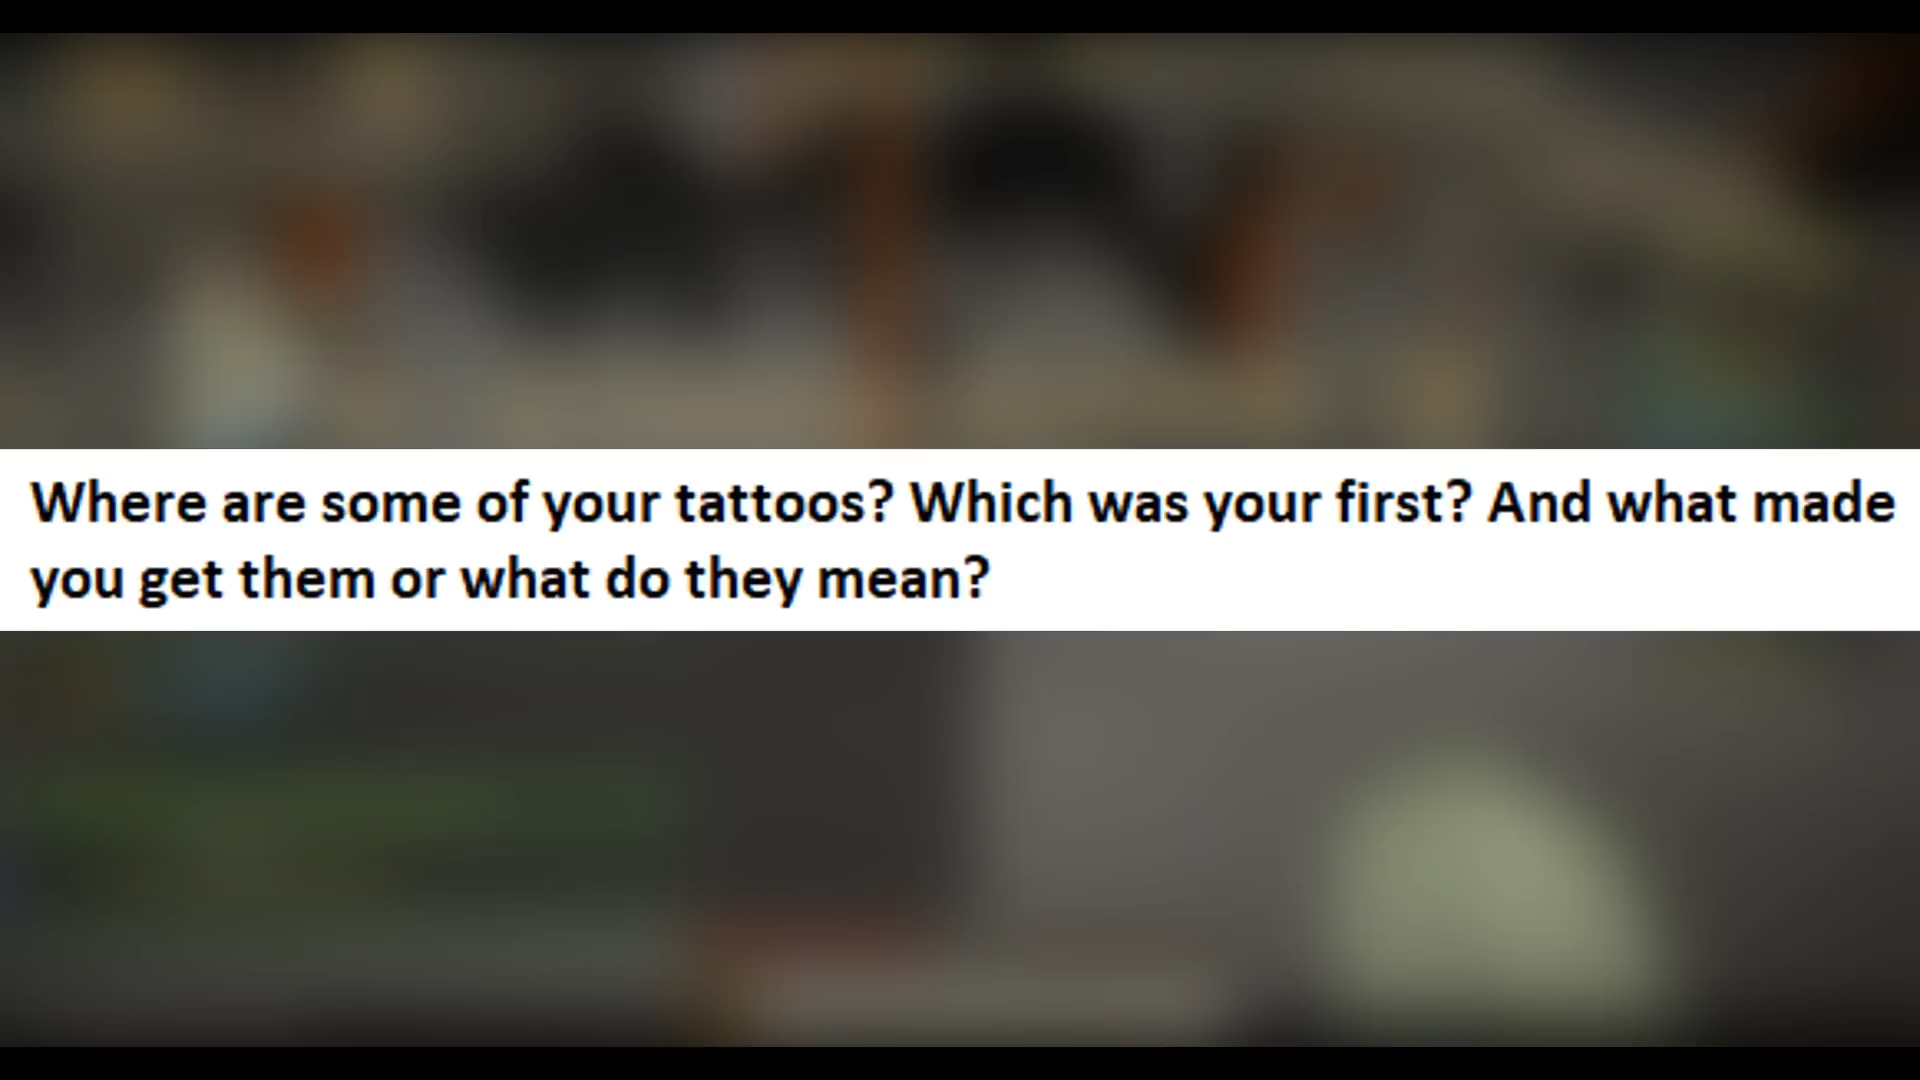 Where are some of your tattoos? Which was your first? And what made
you get them or what do they mean?